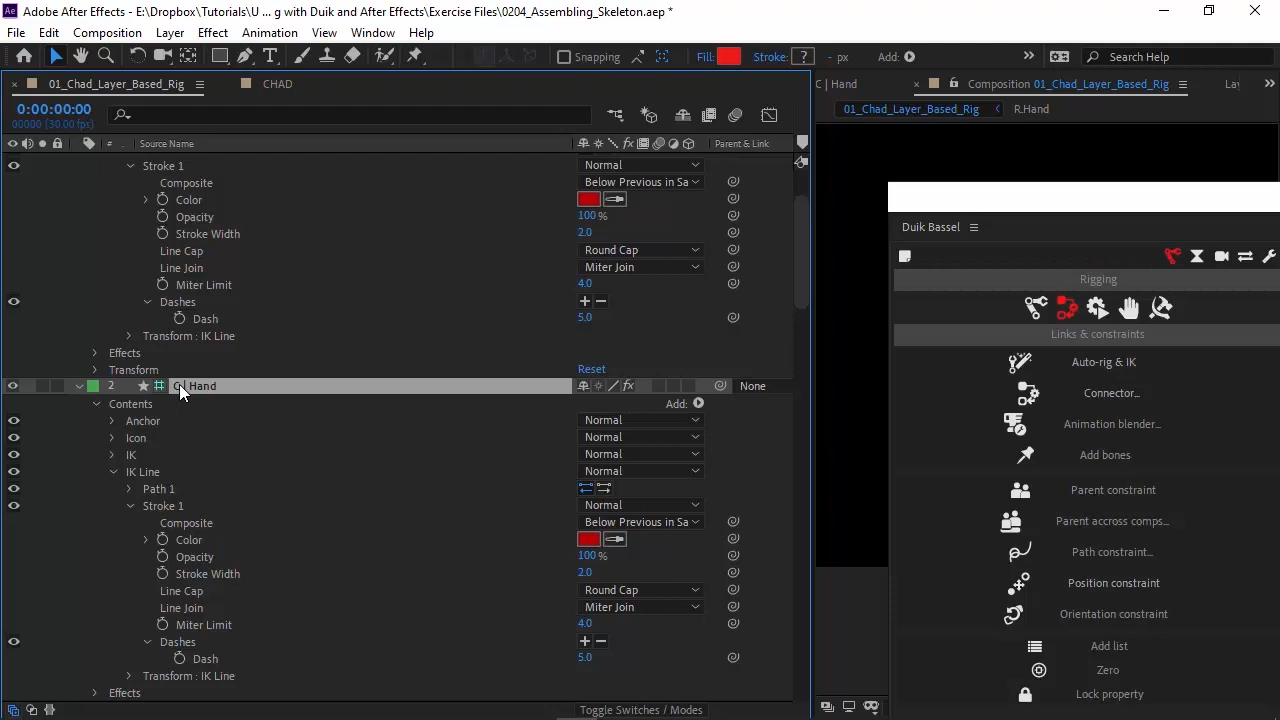 Adobe After Effects - E:\Dropbox\Tutorials\U ... g with Duik and After Effects\Exercise Files\0204_Assembling_Skeleton.aep *
File Edit Composition Layer Effect Animation View Window Help
Snapping Fill: Stroke: ? - px Add: Search Help
01_Chad_Layer_Based_Rig CHAD C | Hand Composition 01_Chad_Layer_Based_Rig
0:00:00:00
00000 (30.00 fps)
01_Chad_Layer_Based_Rig R.Hand
# Source Name fx Parent & Link
Stroke 1 Normal
Composite Below Previous in Sa
Color
Opacity 100 %
Stroke Width 2.0
Line Cap Round Cap
Line Join Miter Join
Miter Limit 4.0
Dashes + −
Dash 5.0
Transform : IK Line
Effects
Transform Reset
2 C | Hand fx None
Contents Add:
Anchor Normal
Icon Normal
IK Normal
IK Line Normal
Path 1
Stroke 1 Normal
Composite Below Previous in Sa
Color
Opacity 100 %
Stroke Width 2.0
Line Cap Round Cap
Line Join Miter Join
Miter Limit 4.0
Dashes + −
Dash 5.0
Transform : IK Line
Effects
Toggle Switches / Modes
Duik Bassel
Rigging
Links & constraints
Auto-rig & IK
Connector...
Animation blender...
Add bones
Parent constraint
Parent accross comps...
Path constraint...
Position constraint
Orientation constraint
Add list
Zero
Lock property